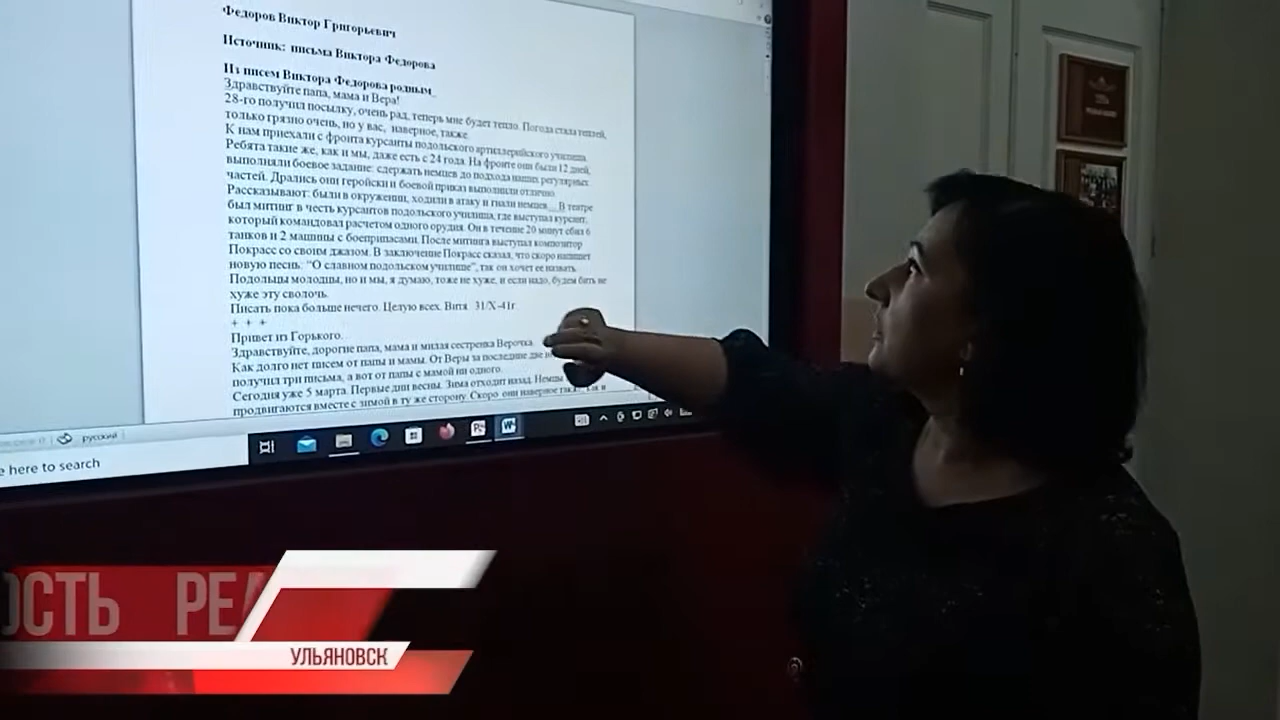 Федоров Виктор Григорьевич
Источник: письма Виктора Федорова
Из писем Виктора Федорова родным
Здравствуйте папа, мама и Вера!
28-го получил посылку, очень рад, теперь мне будет тепло. Погода стала теплей,
только грязно очень, но у вас, наверное, также.
К нам приехали с фронта курсанты подольского артиллерийского училища.
Ребята такие же, как и мы, даже есть с 24 года. На фронте они были 12 дней,
выполняли боевое задание: сдержать немцев до подхода наших регулярных
частей. Дрались они геройски и боевой приказ выполнили отлично.
Рассказывают: были в окружении, ходили в атаку и гнали немцев... В театре
был митинг в честь курсантов подольского училища, где выступал курсант,
который командовал расчетом одного орудия. Он в течение 20 минут сбил 6
танков и 2 машины с боеприпасами. После митинга выступал композитор
Покрасс со своим джазом. В заключение Покрасс сказал, что скоро напишет
новую песнь: "О славном подольском училище", так он хочет ее назвать.
Подольцы молодцы, но и мы, я думаю, тоже не хуже, и если надо, будем бить не
хуже эту сволочь.
Писать пока больше нечего. Целую всех. Витя 31/X-41г.
+ + +
Привет из Горького.
Здравствуйте, дорогие папа, мама и милая сестренка Верочка.
Как долго нет писем от папы и мамы. От Веры за последние две
получил три письма, а вот от папы с мамой ни одного.
Сегодня уже 5 марта. Первые дни весны. Зима отходит назад. Немцы
продвигаются вместе с зимой в ту же сторону. Скоро они наверное
русский
e here to search
ОСТЬ РЕА
УЛЬЯНОВСК